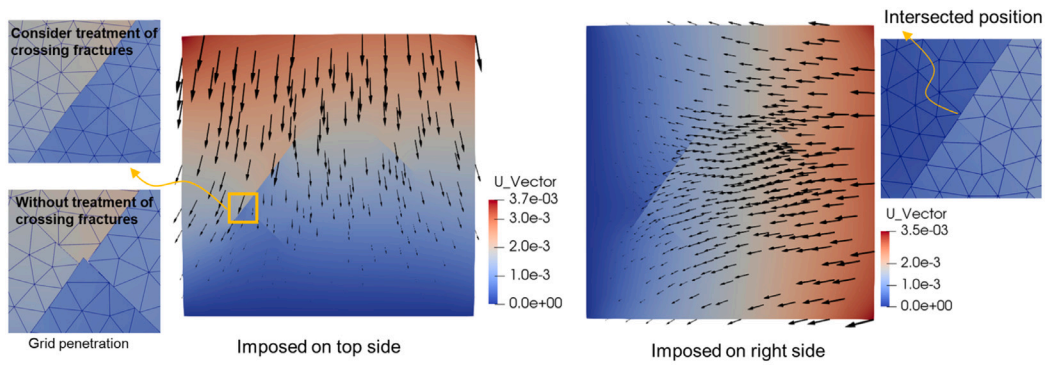 Consider treatment of
crossing fractures
Without treatment of
crossing fractures
Grid penetration
U_Vector
3.7e-03
3.0e-3
2.0e-3
1.0e-3
0.0e+00
Imposed on top side
Intersected position
U_Vector
3.5e-03
2.0e-3
1.0e-3
0.0e+00
Imposed on right side